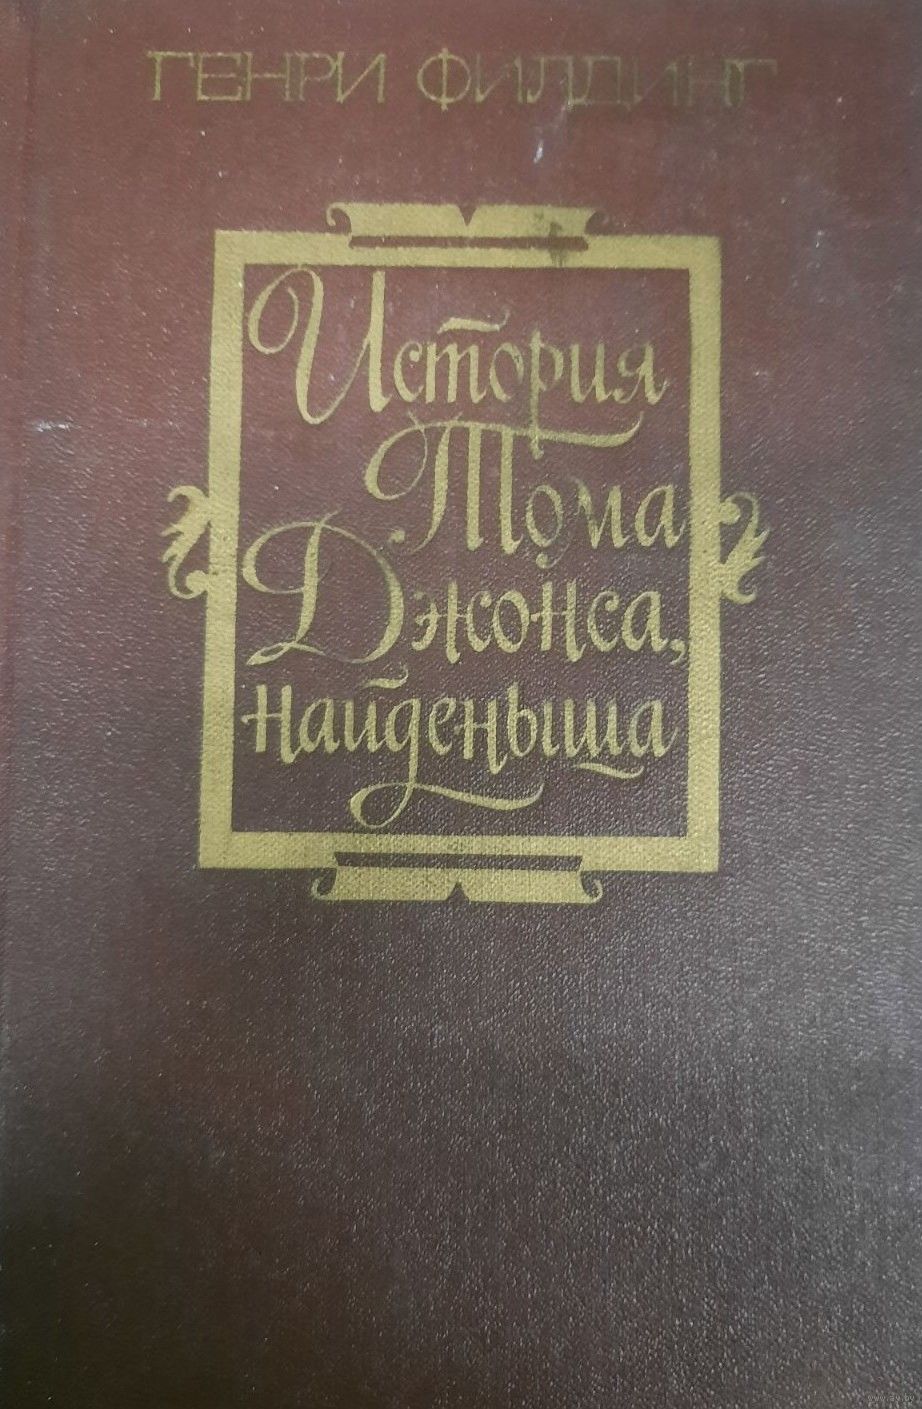 ГЕНРИ ФИЛДИНГ
История
Тома
Джонса,
найденыша